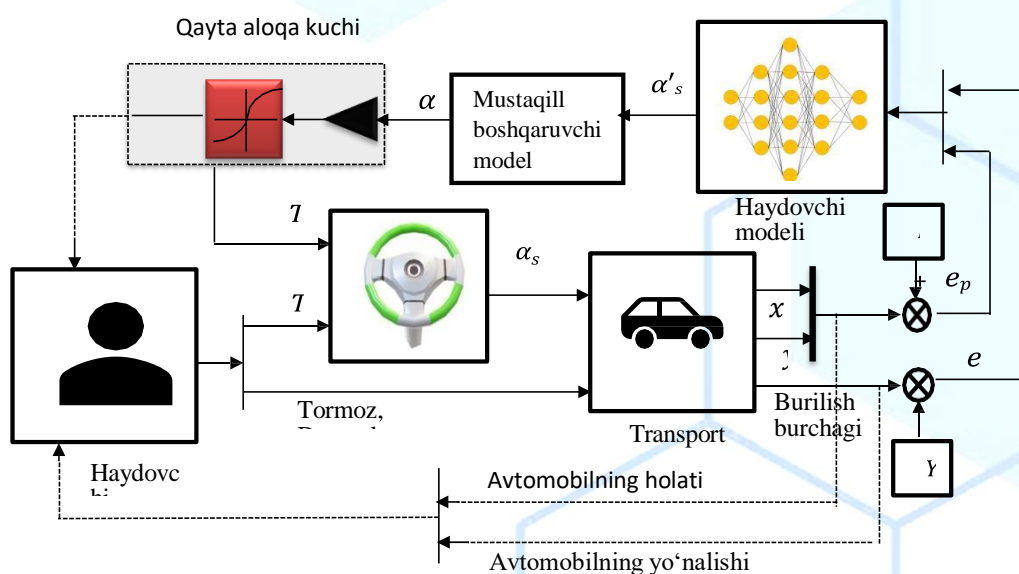 Qayta aloqa kuchi
α
α'ₛ
Mustaqill
boshqaruvchi
model
Haydovchi
modeli
T
αₛ
T
x
+
eₚ
e
Tormoz,
Transport
Burilish
burchagi
Y
Haydovc
Avtomobilning holati
Avtomobilning yo‘nalishi